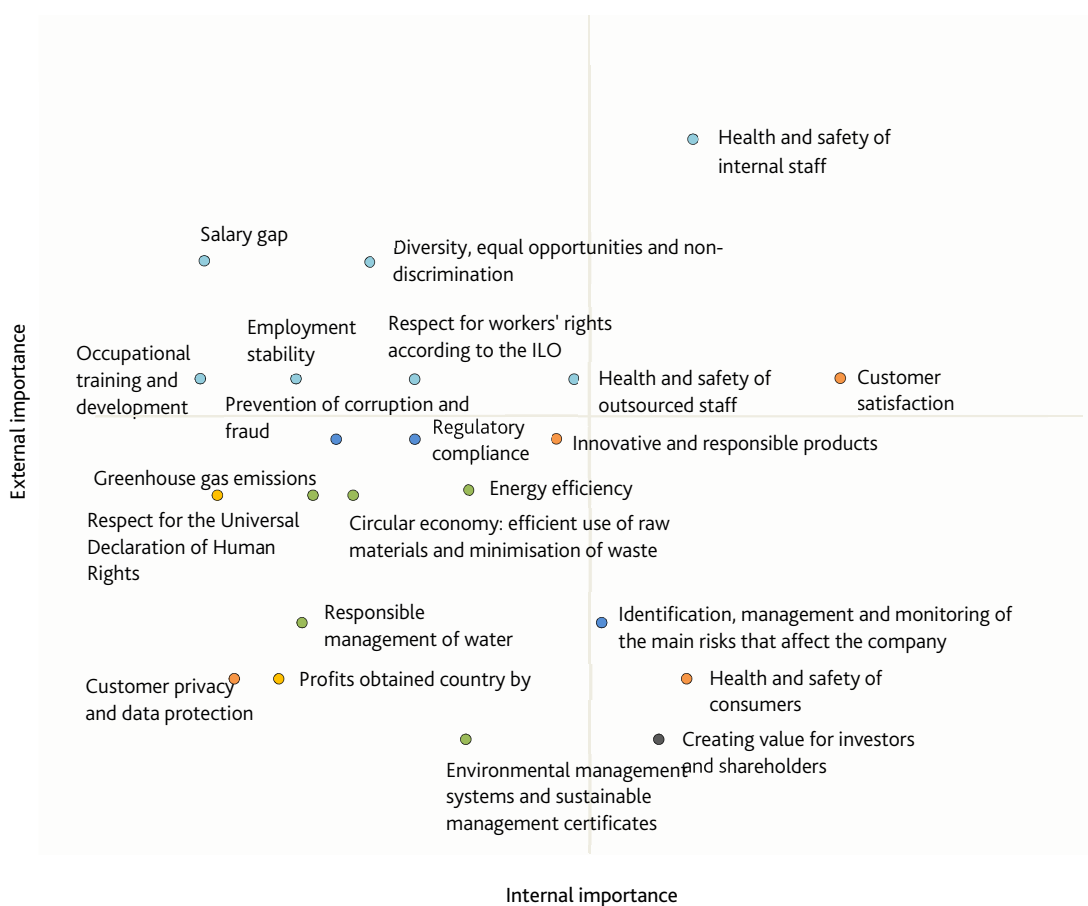 Health and safety of
internal staff
Salary gap
Diversity, equal opportunities and non-
discrimination
Employment
stability
Respect for workers' rights
according to the ILO
Occupational
training and
development
Health and safety of
outsourced staff
Customer
satisfaction
Prevention of corruption and
fraud
Regulatory
compliance
Innovative and responsible products
External importance
Greenhouse gas emissions
Energy efficiency
Respect for the Universal
Declaration of Human
Rights
Circular economy: efficient use of raw
materials and minimisation of waste
Responsible
management of water
Identification, management and monitoring of
the main risks that affect the company
Customer privacy
and data protection
Profits obtained country by
Health and safety of
consumers
Creating value for investors
and shareholders
Environmental management
systems and sustainable
management certificates
Internal importance